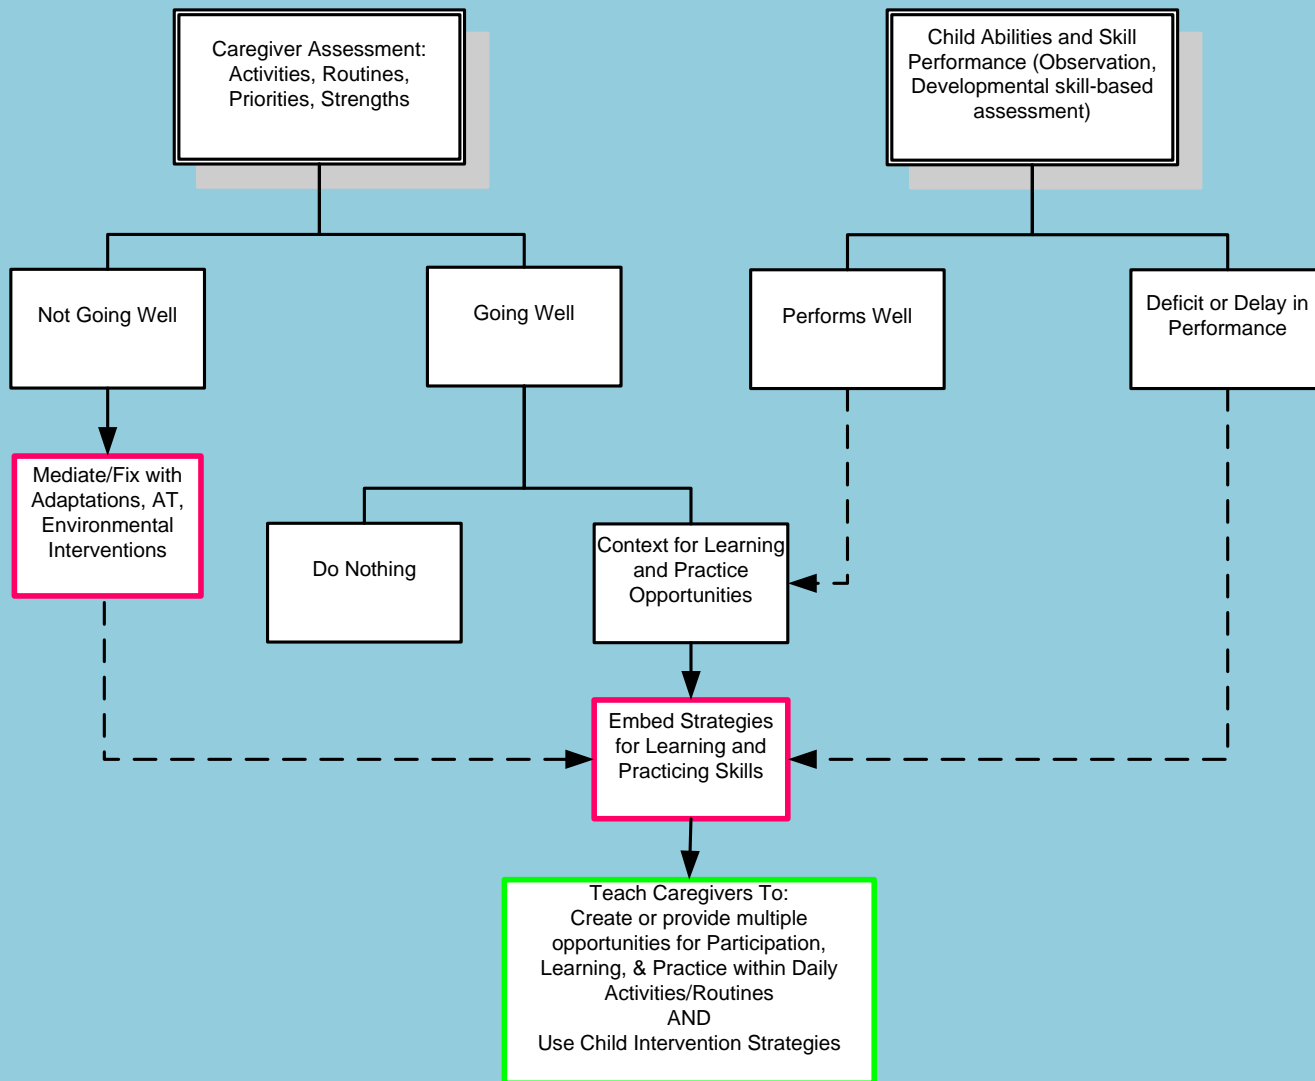 Caregiver Assessment:
Activities, Routines,
Priorities, Strengths
Child Abilities and Skill
Performance (Observation,
Developmental skill-based
assessment)
Not Going Well
Going Well
Performs Well
Deficit or Delay in
Performance
Mediate/Fix with
Adaptations, AT,
Environmental
Interventions
Do Nothing
Context for Learning
and Practice
Opportunities
Embed Strategies
for Learning and
Practicing Skills
Teach Caregivers To:
Create or provide multiple
opportunities for Participation,
Learning, & Practice within Daily
Activities/Routines
AND
Use Child Intervention Strategies